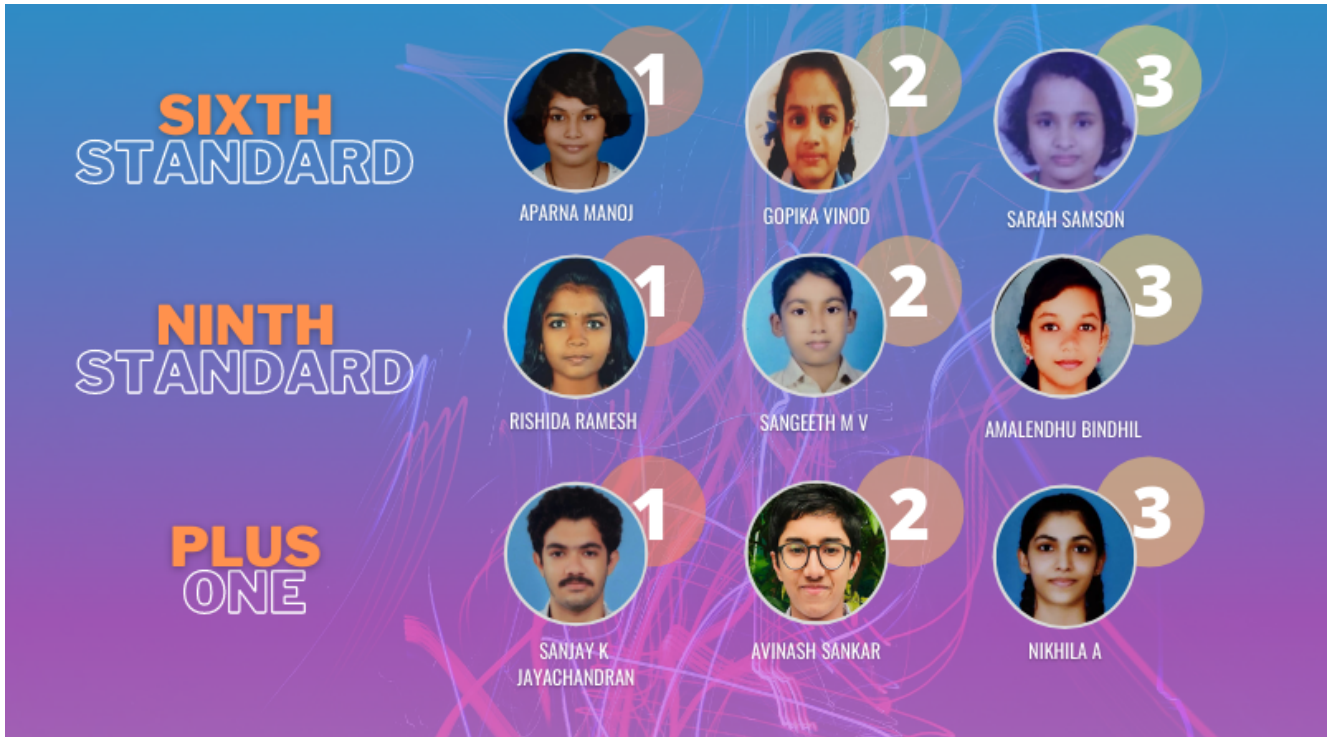 SIXTH
STANDARD
1
2
3
APARNA MANOJ
GOPIKA VINOD
SARAH SAMSON
NINTH
STANDARD
1
2
3
RISHIDA RAMESH
SANGEETH M V
AMALENDHU BINDHIL
PLUS
ONE
1
2
3
SANJAY K
JAYACHANDRAN
AVINASH SANKAR
NIKHILA A